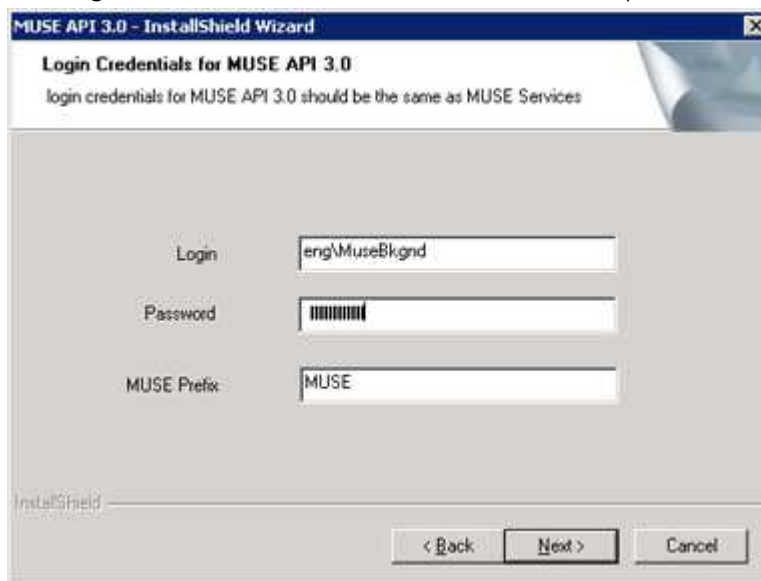 MUSE API 3.0 - InstallShield Wizard
Login Credentials for MUSE API 3.0
login credentials for MUSE API 3.0 should be the same as MUSE Services
Login
eng\MuseBkgnd
Password
MUSE Prefix
MUSE
InstallShield
< Back
Next >
Cancel